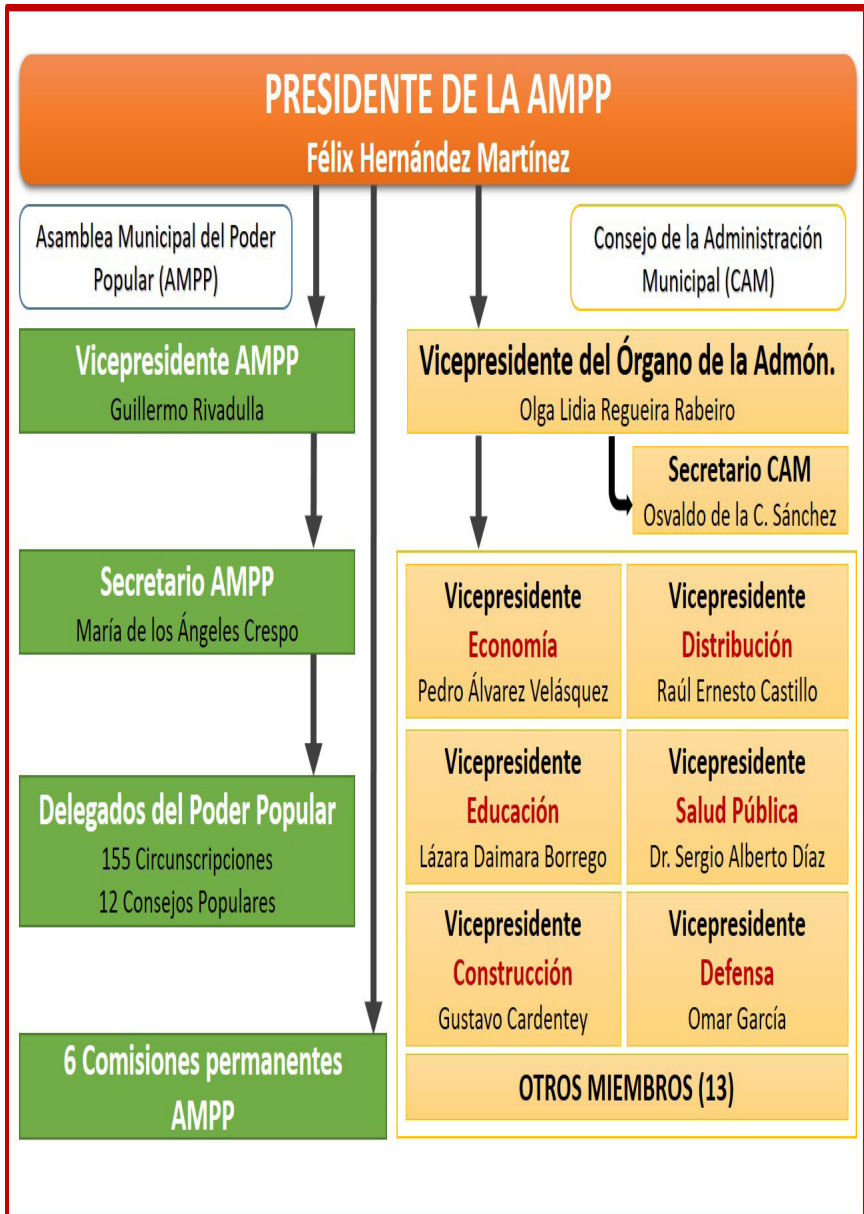 PRESIDENTE DE LA AMPP
Félix Hernández Martínez
Asamblea Municipal del Poder
Popular (AMPP)
Consejo de la Administración
Municipal (CAM)
Vicepresidente AMPP
Guillermo Rivadulla
Vicepresidente del Órgano de la Admón.
Olga Lidia Regueira Rabeiro
Secretario CAM
Osvaldo de la C. Sánchez
Secretario AMPP
María de los Ángeles Crespo
Vicepresidente
Economía
Pedro Álvarez Velásquez
Vicepresidente
Distribución
Raúl Ernesto Castillo
Delegados del Poder Popular
155 Circunscripciones
12 Consejos Populares
Vicepresidente
Educación
Lázara Daimara Borrego
Vicepresidente
Salud Pública
Dr. Sergio Alberto Díaz
Vicepresidente
Construcción
Gustavo Cardentey
Vicepresidente
Defensa
Omar García
6 Comisiones permanentes
AMPP
OTROS MIEMBROS (13)